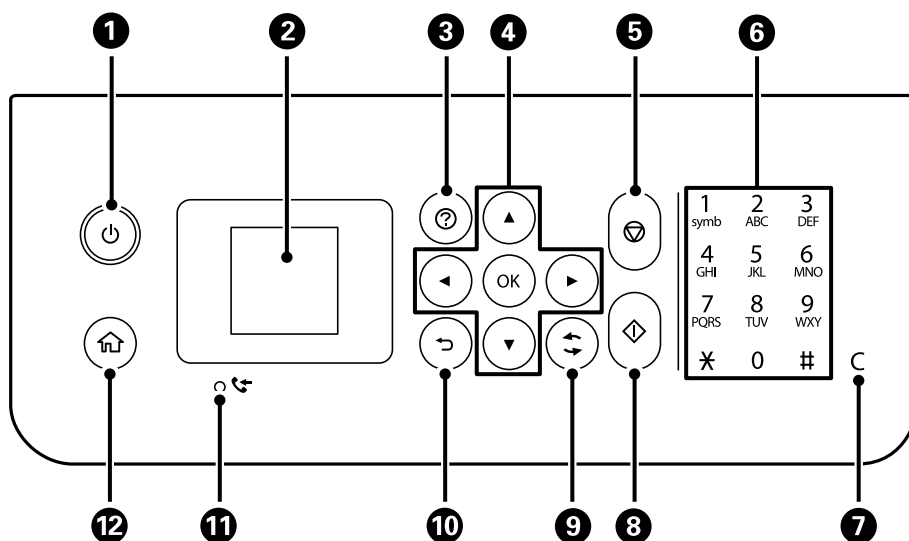 1 2 3 4 5 6
1 2 3
symb ABC DEF
?
4 5 6
GHI JKL MNO
OK
7 8 9
PQRS TUV WXY
* 0 #
C
12 11 10 9 8 7